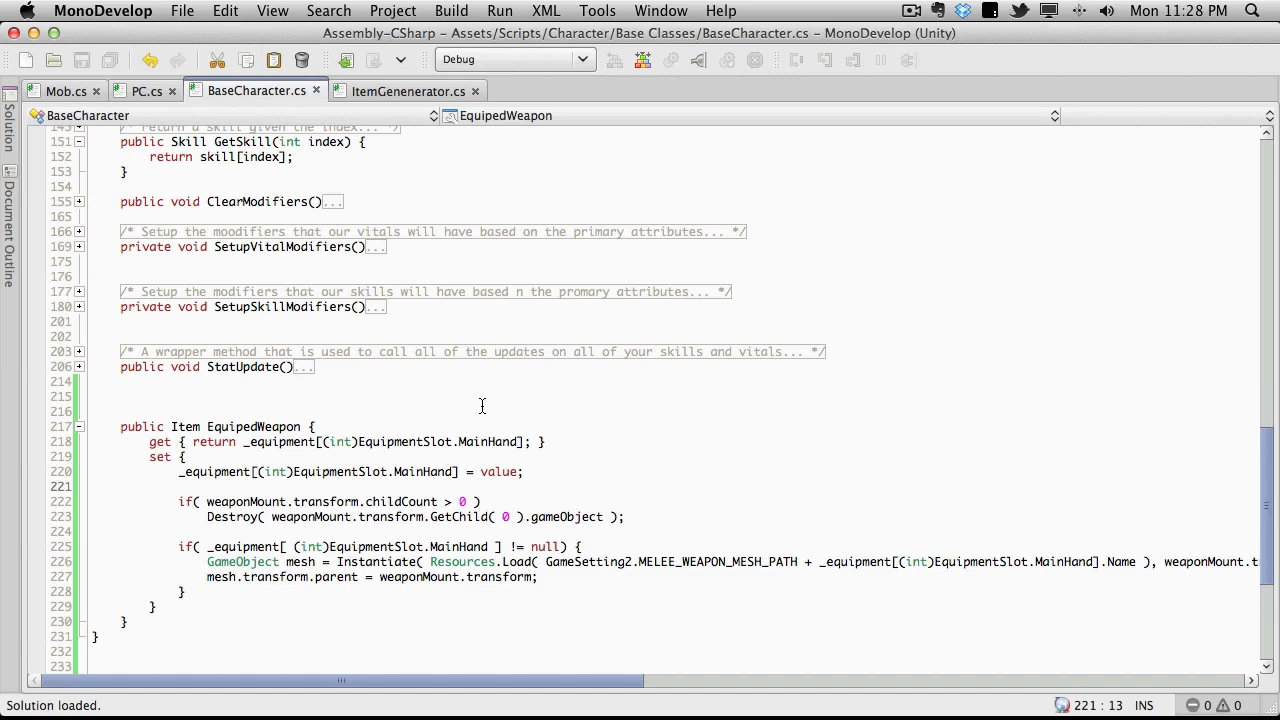 MonoDevelop File Edit View Search Project Build Run XML Tools Window Help Mon 11:28 PM
Assembly-CSharp - Assets/Scripts/Character/Base Classes/BaseCharacter.cs - MonoDevelop (Unity)
Debug
Mob.cs PC.cs BaseCharacter.cs ItemGenenerator.cs
BaseCharacter EquipedWeapon
Solution
Document Outline
145 /* Return a skill given the index... */
151 public Skill GetSkill(int index) {
152 return skill[index];
153 }
154
155 public void ClearModifiers()...
165
166 /* Setup the moodifiers that our vitals will have based on the primary attributes... */
169 private void SetupVitalModifiers()...
175
176
177 /* Setup the modifiers that our skills will have based n the promary attributes... */
180 private void SetupSkillModifiers()...
201
202
203 /* A wrapper method that is used to call all of the updates on all of your skills and vitals... */
206 public void StatUpdate()...
214
215
216
217 public Item EquipedWeapon {
218 get { return _equipment[(int)EquipmentSlot.MainHand]; }
219 set {
220 _equipment[(int)EquipmentSlot.MainHand] = value;
221
222 if( weaponMount.transform.childCount > 0 )
223 Destroy( weaponMount.transform.GetChild( 0 ).gameObject );
224
225 if( _equipment[ (int)EquipmentSlot.MainHand ] != null) {
226 GameObject mesh = Instantiate( Resources.Load( GameSetting2.MELEE_WEAPON_MESH_PATH + _equipment[(int)EquipmentSlot.MainHand].Name ), weaponMount.t
227 mesh.transform.parent = weaponMount.transform;
228 }
229 }
230 }
231 }
232
233
Solution loaded. 221 : 13 INS 0 0